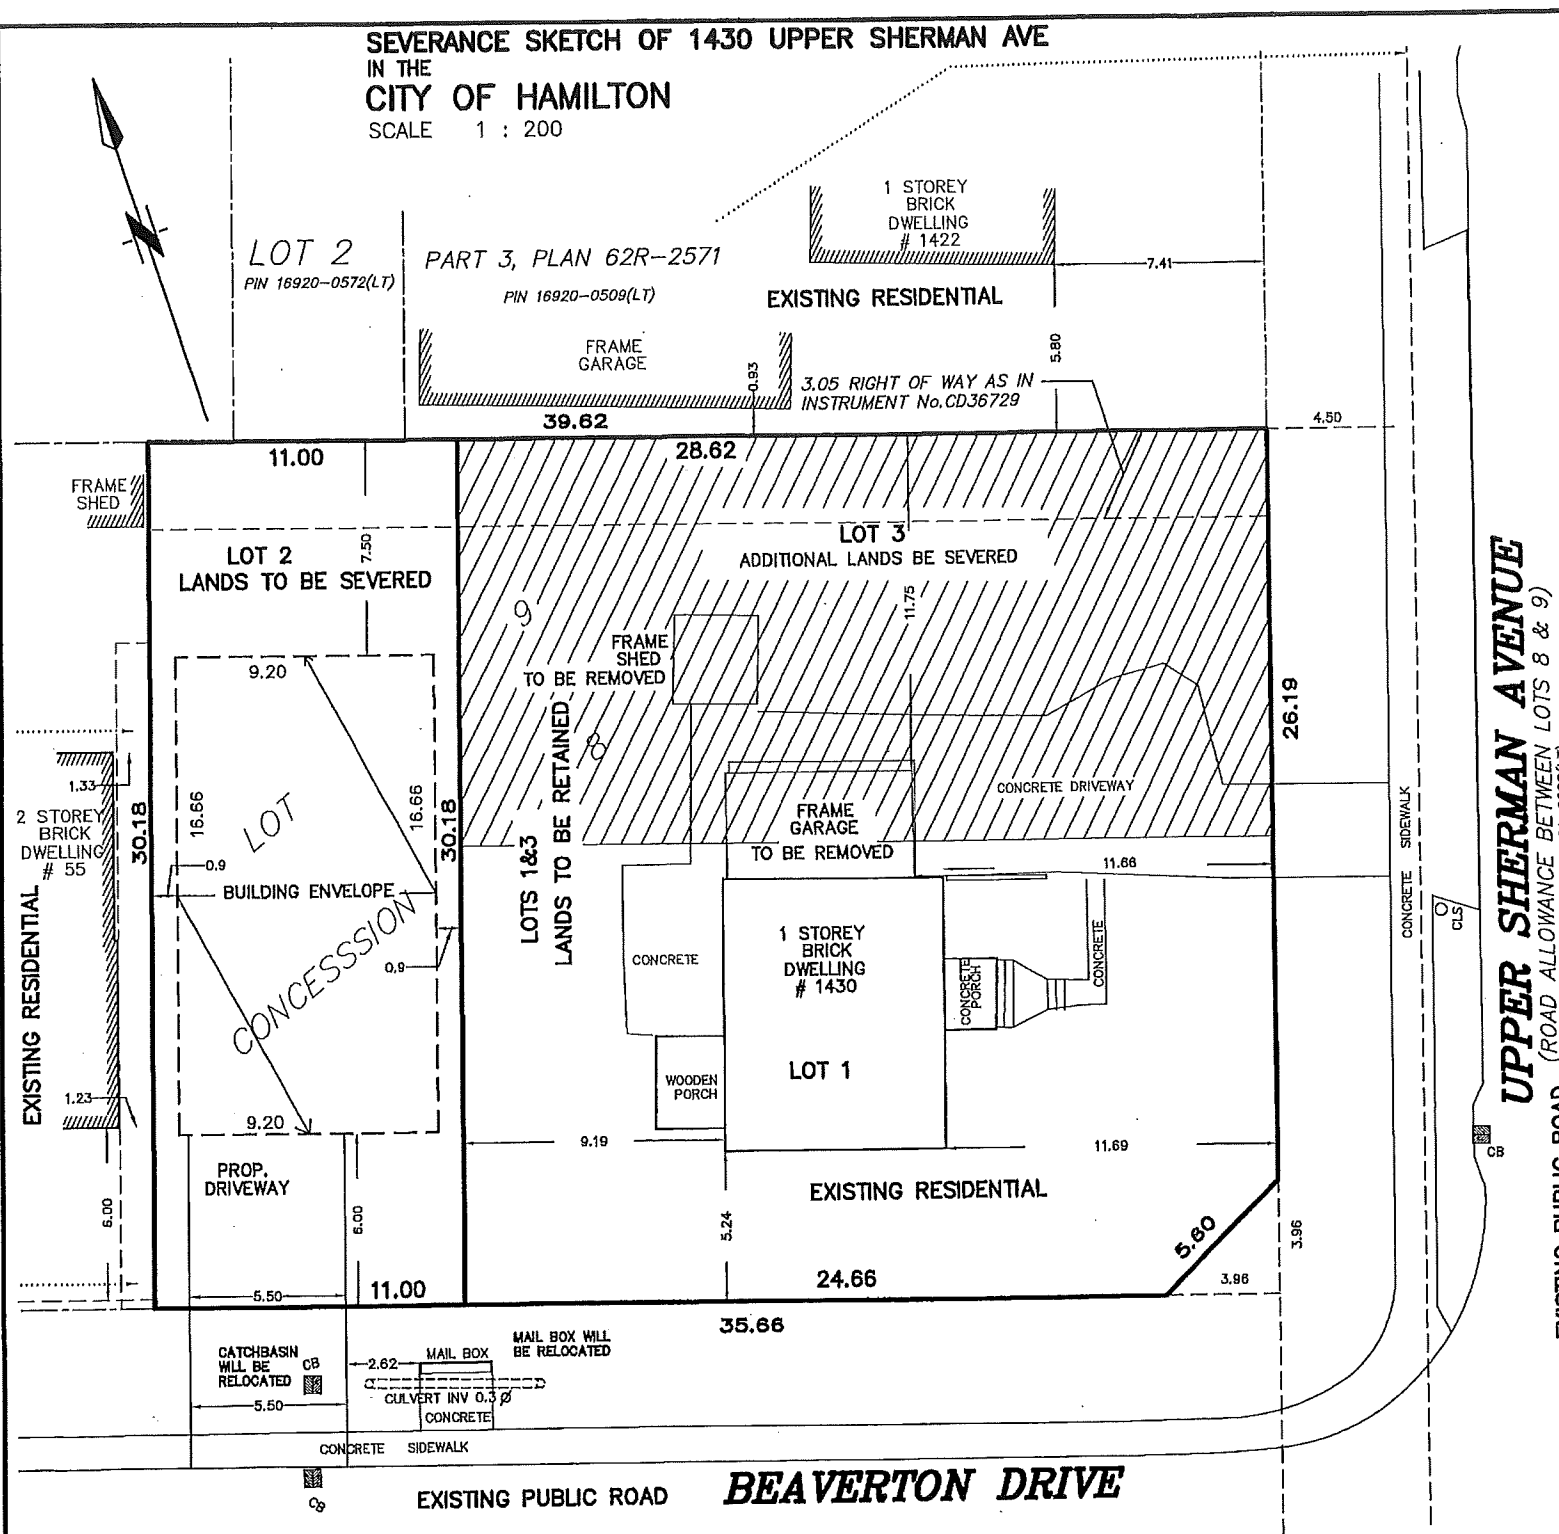 SEVERANCE SKETCH OF 1430 UPPER SHERMAN AVE
IN THE
CITY OF HAMILTON
SCALE 1 : 200
LOT 2
PIN 16920-0572(LT)
PART 3, PLAN 62R-2571
PIN 16920-0509(LT)
1 STOREY
BRICK
DWELLING
# 1422
7.41
EXISTING RESIDENTIAL
FRAME
GARAGE
0.93
5.80
3.05 RIGHT OF WAY AS IN
INSTRUMENT No.CD36729
39.62
4.50
11.00
28.62
FRAME
SHED
LOT 2
LANDS TO BE SEVERED
7.50
LOT 3
ADDITIONAL LANDS BE SEVERED
11.75
9
8
FRAME
SHED
TO BE REMOVED
LOTS 1&3
LANDS TO BE RETAINED
26.19
9.20
16.66
16.66
30.18
30.18
LOT
CONCESSSION
BUILDING ENVELOPE
0.9
0.9
9.20
1.33
2 STOREY
BRICK
DWELLING
# 55
EXISTING RESIDENTIAL
1.23
6.00
CONCRETE DRIVEWAY
FRAME
GARAGE
TO BE REMOVED
11.66
1 STOREY
BRICK
DWELLING
# 1430
LOT 1
CONCRETE
CONCRETE
PORCH
CONCRETE
WOODEN
PORCH
9.19
11.69
EXISTING RESIDENTIAL
5.24
PROP.
DRIVEWAY
6.00
5.50
11.00
24.66
5.60
3.96
3.96
35.66
CONCRETE SIDEWALK
CLS
CB
UPPER SHERMAN AVENUE
(ROAD ALLOWANCE BETWEEN LOTS 8 & 9)
EXISTING PUBLIC ROAD
CATCHBASIN
WILL BE
RELOCATED
CB
5.50
2.62
MAIL BOX
MAIL BOX WILL
BE RELOCATED
CULVERT INV 0.3 Ø
CONCRETE
CONCRETE SIDEWALK
CB
EXISTING PUBLIC ROAD
BEAVERTON DRIVE